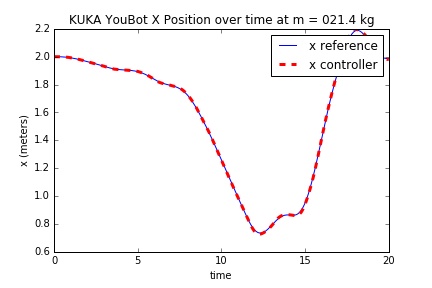 KUKA YouBot X Position over time at m = 021.4 kg
2.2
2.0
1.8
1.6
1.4
1.2
1.0
0.8
0.6
x (meters)
x reference
x controller
0 5 10 15 20
time